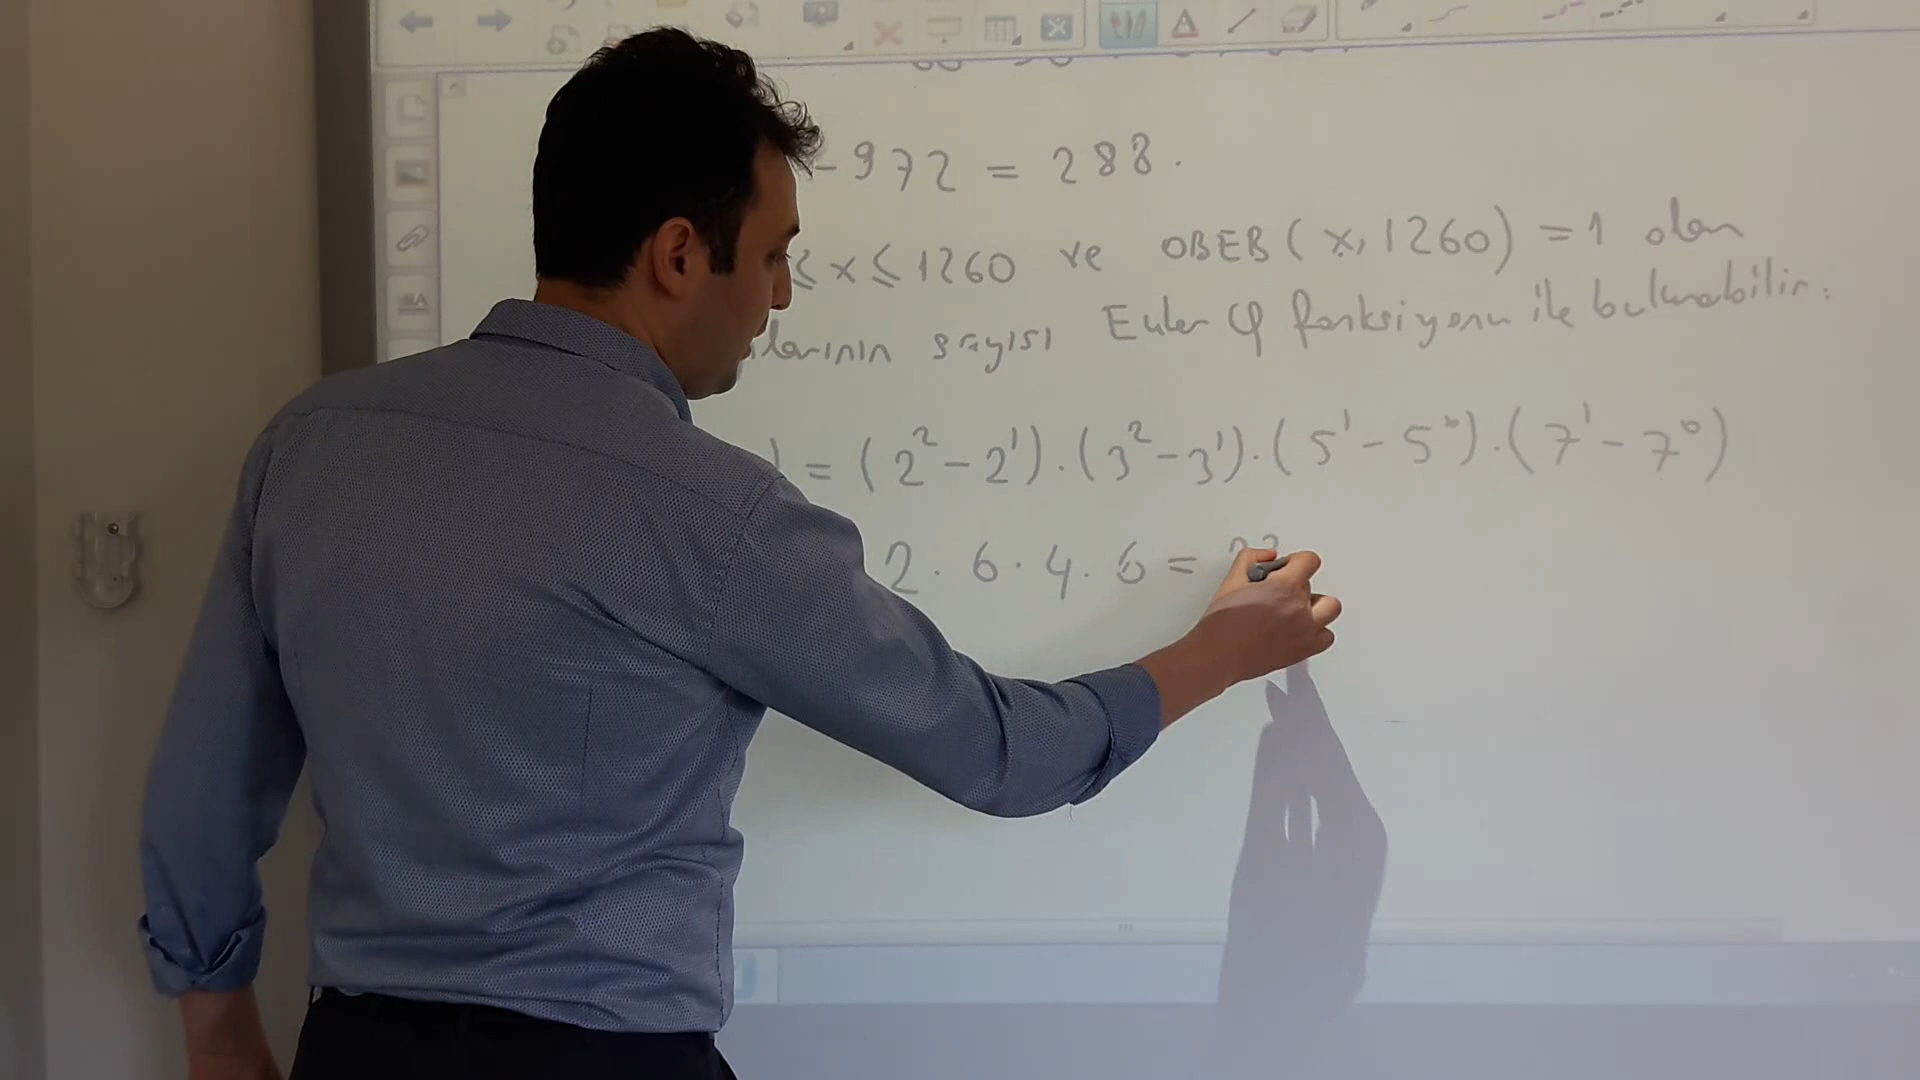 - 972 = 288.
≤ x ≤ 1260 ve OBEB ( x, 1260) = 1 olan
larının sayısı Euler φ fonksiyonu ile bulunabilir:
) = (2² - 2¹) . (3² - 3¹) . (5¹ - 5⁰) . (7¹ - 7⁰)
2 . 6 . 4 . 6 =